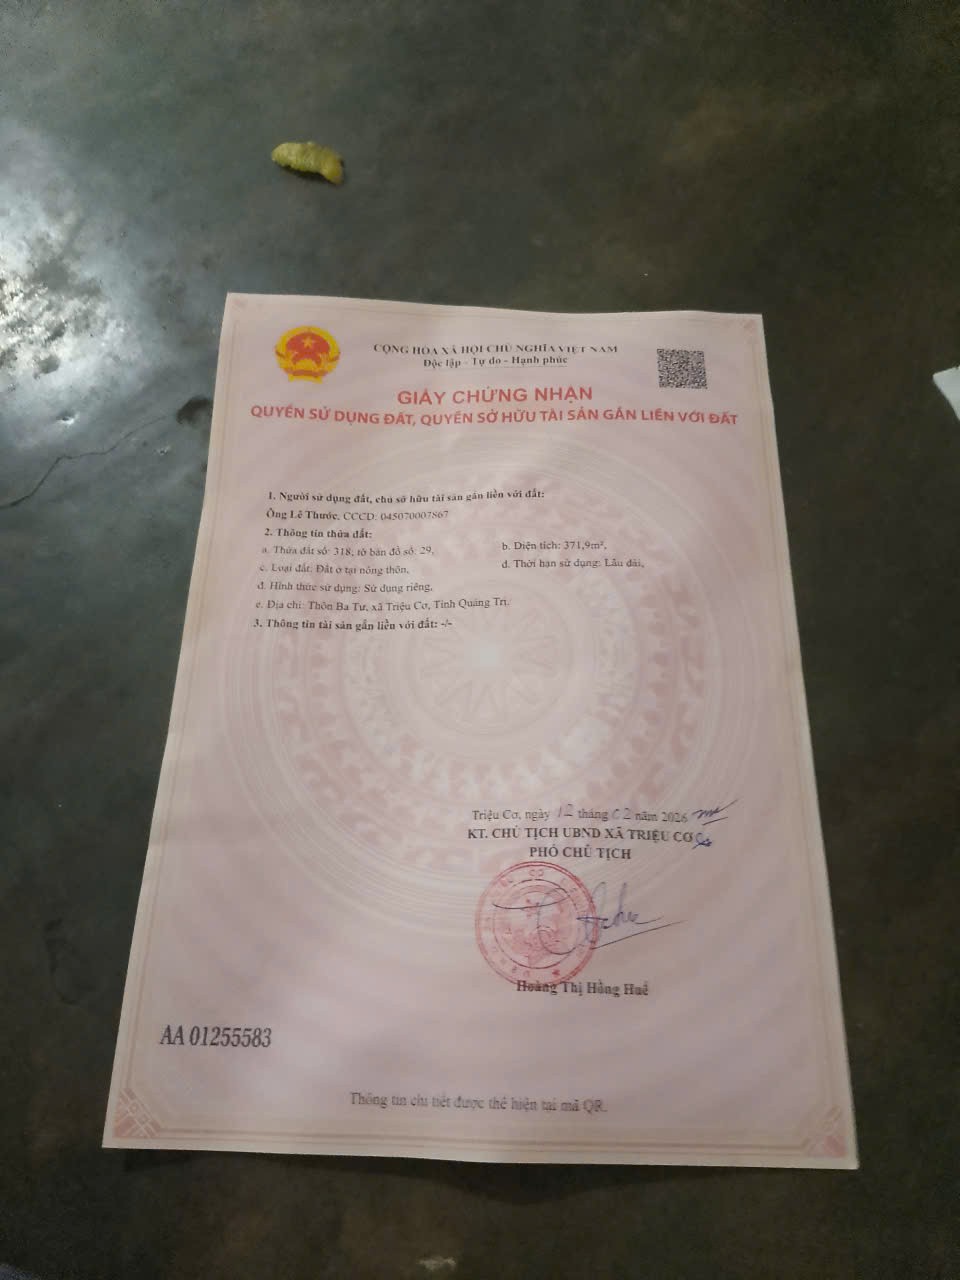 CỘNG HÒA XÃ HỘI CHỦ NGHĨA VIỆT NAM
Độc lập - Tự do - Hạnh phúc
GIẤY CHỨNG NHẬN
QUYỀN SỬ DỤNG ĐẤT, QUYỀN SỞ HỮU TÀI SẢN GẮN LIỀN VỚI ĐẤT
1. Người sử dụng đất, chủ sở hữu tài sản gắn liền với đất:
Ông Lê Thước, CCCD: 045070007867
2. Thông tin thửa đất:
a. Thửa đất số: 318; tờ bản đồ số: 29, b. Diện tích: 371,9m²,
c. Loại đất: Đất ở tại nông thôn, d. Thời hạn sử dụng: Lâu dài,
đ. Hình thức sử dụng: Sử dụng riêng,
e. Địa chỉ: Thôn Ba Tư, xã Triệu Cơ, Tỉnh Quảng Trị.
3. Thông tin tài sản gắn liền với đất: -/-
Triệu Cơ, ngày 12 tháng 02 năm 2026
KT. CHỦ TỊCH UBND XÃ TRIỆU CƠ
PHÓ CHỦ TỊCH
Hoàng Thị Hồng Huế
AA 01255583
Thông tin chi tiết được thể hiện tại mã QR.